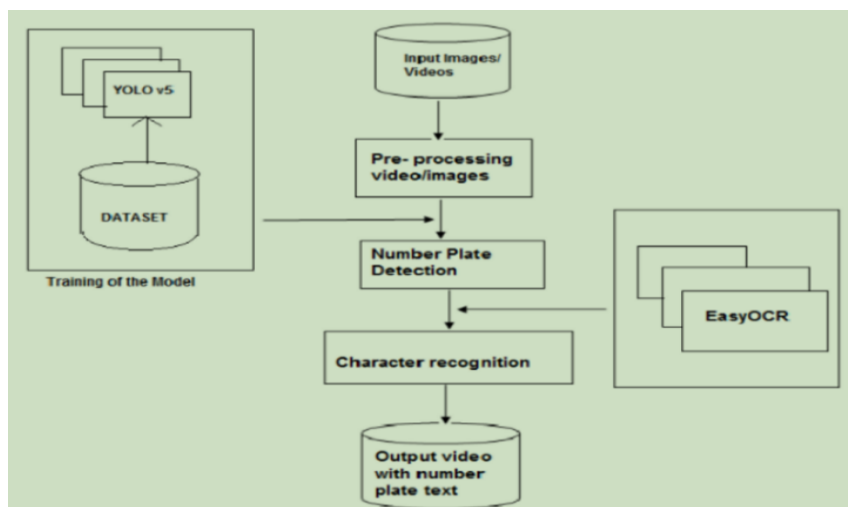 YOLO v5
DATASET
Training of the Model
Input Images/
Videos
Pre- processing
video/images
Number Plate
Detection
EasyOCR
Character recognition
Output video
with number
plate text